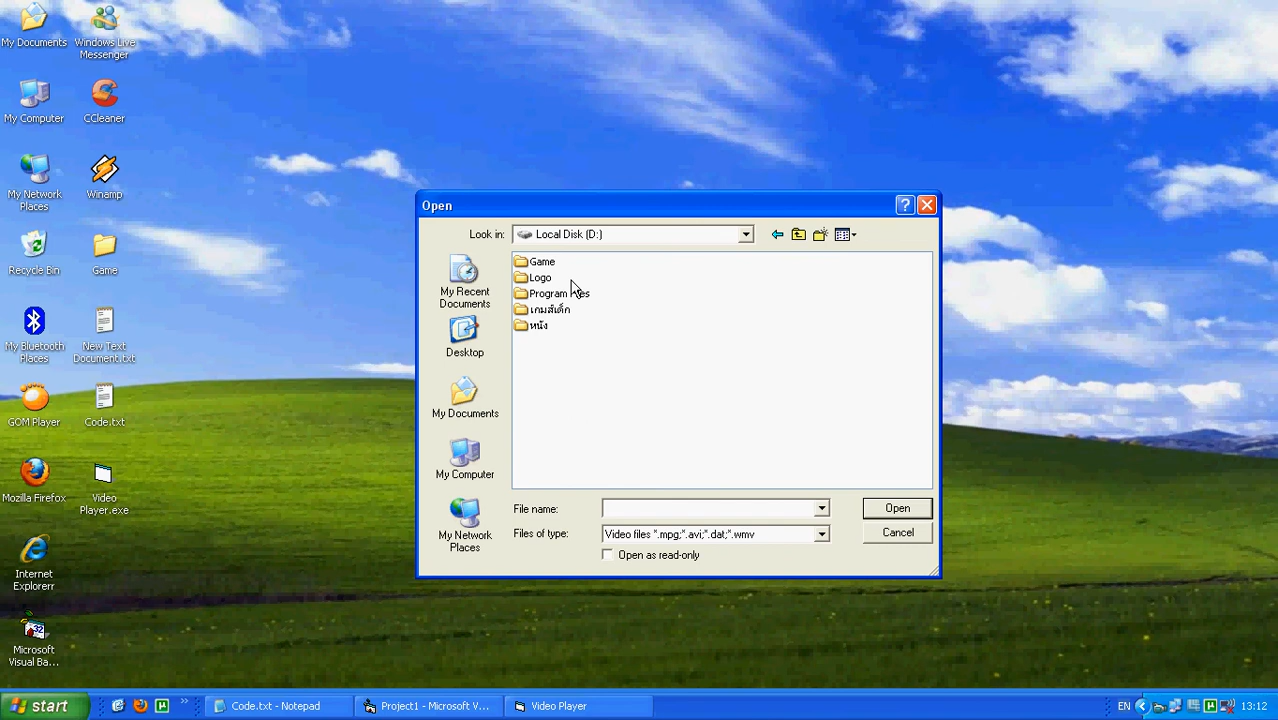 My Documents
Windows Live
Messenger
My Computer
CCleaner
My Network
Places
Winamp
Recycle Bin
Game
My Bluetooth
Places
New Text
Document.txt
GOM Player
Code.txt
Mozilla Firefox
Video
Player.exe
Internet
Explorerr
Microsoft
Visual Ba...
Open
Look in:
Local Disk (D:)
My Recent
Documents
Desktop
My Documents
My Computer
My Network
Places
Game
Logo
Program Files
เกมส์เด็ก
หนัง
File name:
Open
Files of type:
Video files *.mpg;*.avi;*.dat;*.wmv
Cancel
Open as read-only
start
Code.txt - Notepad
Project1 - Microsoft V...
Video Player
EN
13:12